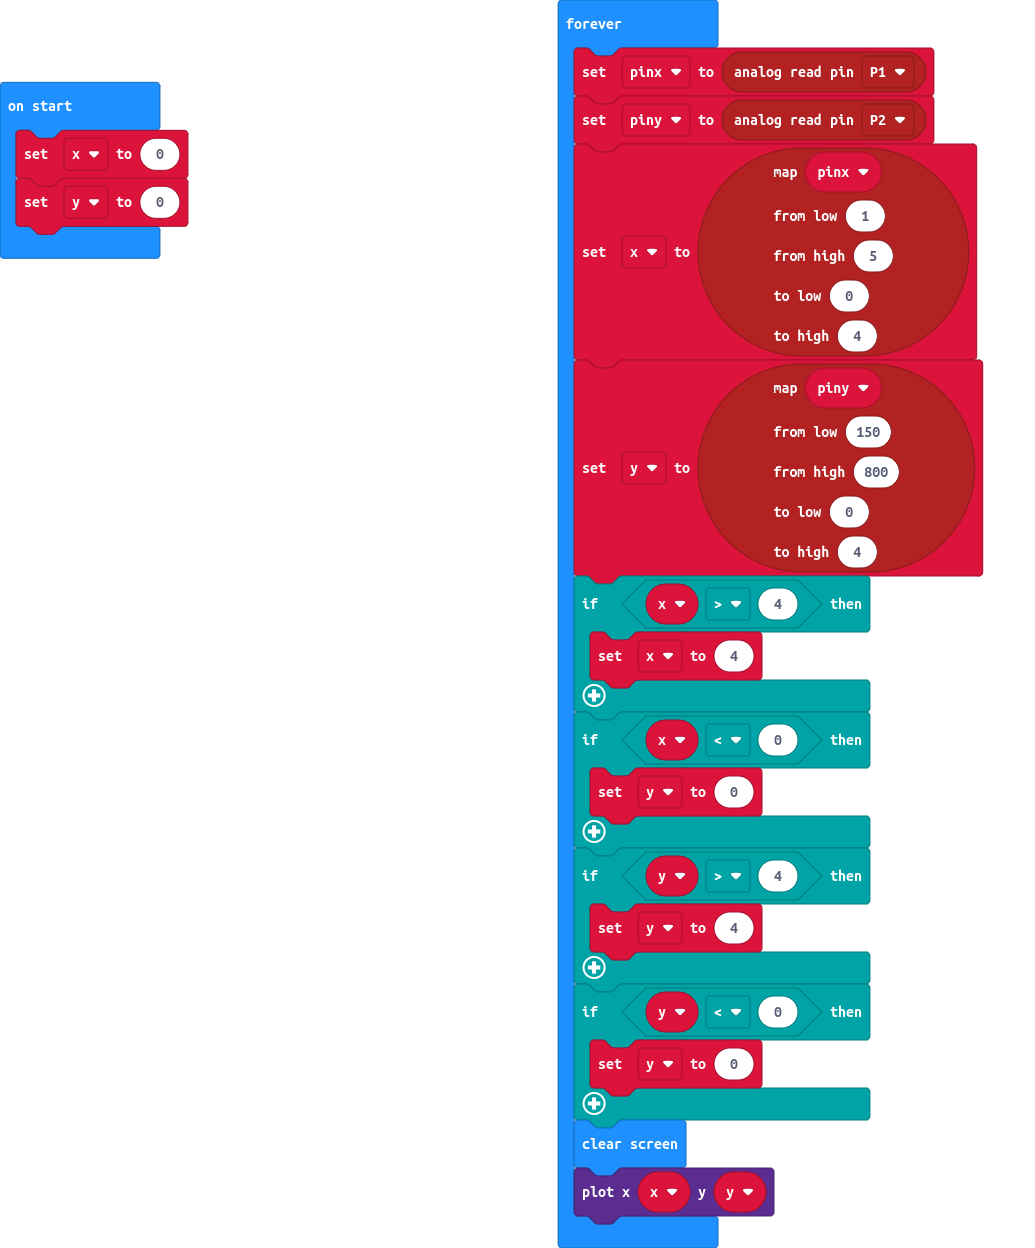 on start
set x to 0
set y to 0
forever
set pinx to analog read pin P1
set piny to analog read pin P2
set x to map pinx
from low 1
from high 5
to low 0
to high 4
set y to map piny
from low 150
from high 800
to low 0
to high 4
if x > 4 then
set x to 4
if x < 0 then
set y to 0
if y > 4 then
set y to 4
if y < 0 then
set y to 0
clear screen
plot x x y y